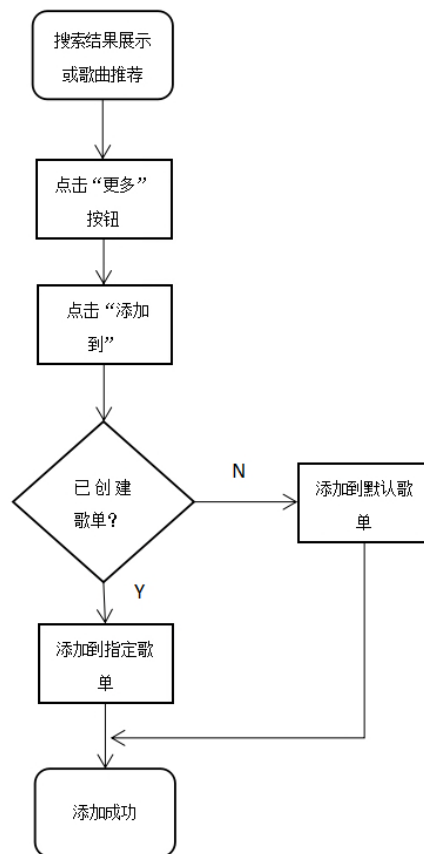 搜索结果展示
或歌曲推荐
点击“更多”
按钮
点击“添加
到”
已创建
歌单?
N
添加到默认歌
单
Y
添加到指定歌
单
添加成功